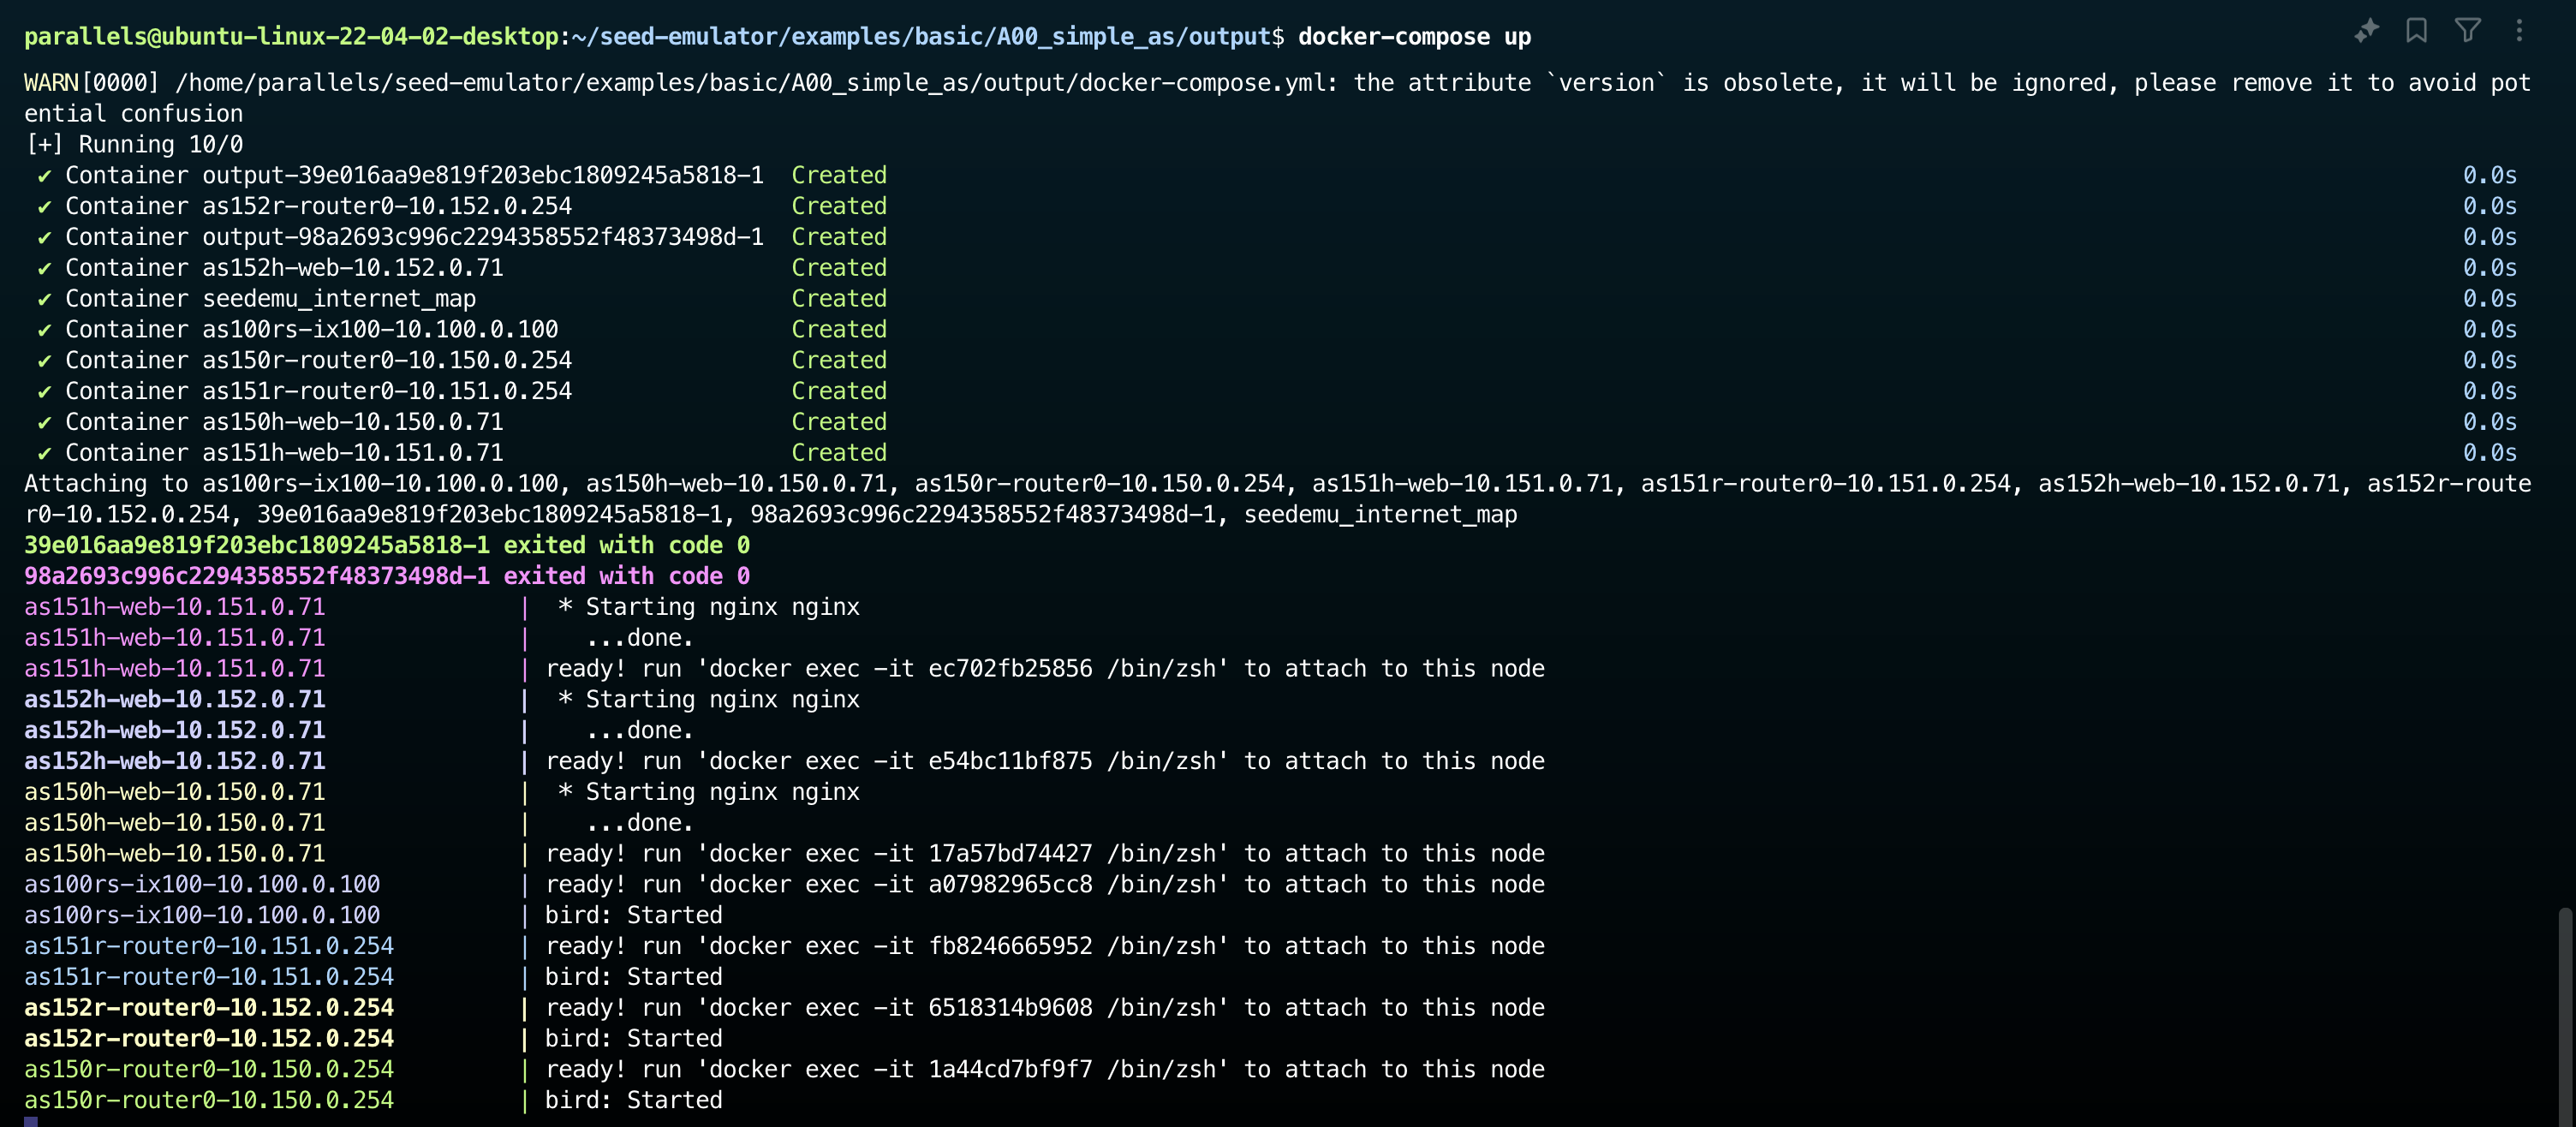 parallels@ubuntu-linux-22-04-02-desktop:~/seed-emulator/examples/basic/A00_simple_as/output$ docker-compose up
WARN[0000] /home/parallels/seed-emulator/examples/basic/A00_simple_as/output/docker-compose.yml: the attribute `version` is obsolete, it will be ignored, please remove it to avoid pot
ential confusion
[+] Running 10/0
✔ Container output-39e016aa9e819f203ebc1809245a5818-1  Created  0.0s
✔ Container as152r-router0-10.152.0.254  Created  0.0s
✔ Container output-98a2693c996c2294358552f48373498d-1  Created  0.0s
✔ Container as152h-web-10.152.0.71  Created  0.0s
✔ Container seedemu_internet_map  Created  0.0s
✔ Container as100rs-ix100-10.100.0.100  Created  0.0s
✔ Container as150r-router0-10.150.0.254  Created  0.0s
✔ Container as151r-router0-10.151.0.254  Created  0.0s
✔ Container as150h-web-10.150.0.71  Created  0.0s
✔ Container as151h-web-10.151.0.71  Created  0.0s
Attaching to as100rs-ix100-10.100.0.100, as150h-web-10.150.0.71, as150r-router0-10.150.0.254, as151h-web-10.151.0.71, as151r-router0-10.151.0.254, as152h-web-10.152.0.71, as152r-route
r0-10.152.0.254, 39e016aa9e819f203ebc1809245a5818-1, 98a2693c996c2294358552f48373498d-1, seedemu_internet_map
39e016aa9e819f203ebc1809245a5818-1 exited with code 0
98a2693c996c2294358552f48373498d-1 exited with code 0
as151h-web-10.151.0.71 |  * Starting nginx nginx
as151h-web-10.151.0.71 |    ...done.
as151h-web-10.151.0.71 | ready! run 'docker exec -it ec702fb25856 /bin/zsh' to attach to this node
as152h-web-10.152.0.71 |  * Starting nginx nginx
as152h-web-10.152.0.71 |    ...done.
as152h-web-10.152.0.71 | ready! run 'docker exec -it e54bc11bf875 /bin/zsh' to attach to this node
as150h-web-10.150.0.71 |  * Starting nginx nginx
as150h-web-10.150.0.71 |    ...done.
as150h-web-10.150.0.71 | ready! run 'docker exec -it 17a57bd74427 /bin/zsh' to attach to this node
as100rs-ix100-10.100.0.100 | ready! run 'docker exec -it a07982965cc8 /bin/zsh' to attach to this node
as100rs-ix100-10.100.0.100 | bird: Started
as151r-router0-10.151.0.254 | ready! run 'docker exec -it fb8246665952 /bin/zsh' to attach to this node
as151r-router0-10.151.0.254 | bird: Started
as152r-router0-10.152.0.254 | ready! run 'docker exec -it 6518314b9608 /bin/zsh' to attach to this node
as152r-router0-10.152.0.254 | bird: Started
as150r-router0-10.150.0.254 | ready! run 'docker exec -it 1a44cd7bf9f7 /bin/zsh' to attach to this node
as150r-router0-10.150.0.254 | bird: Started